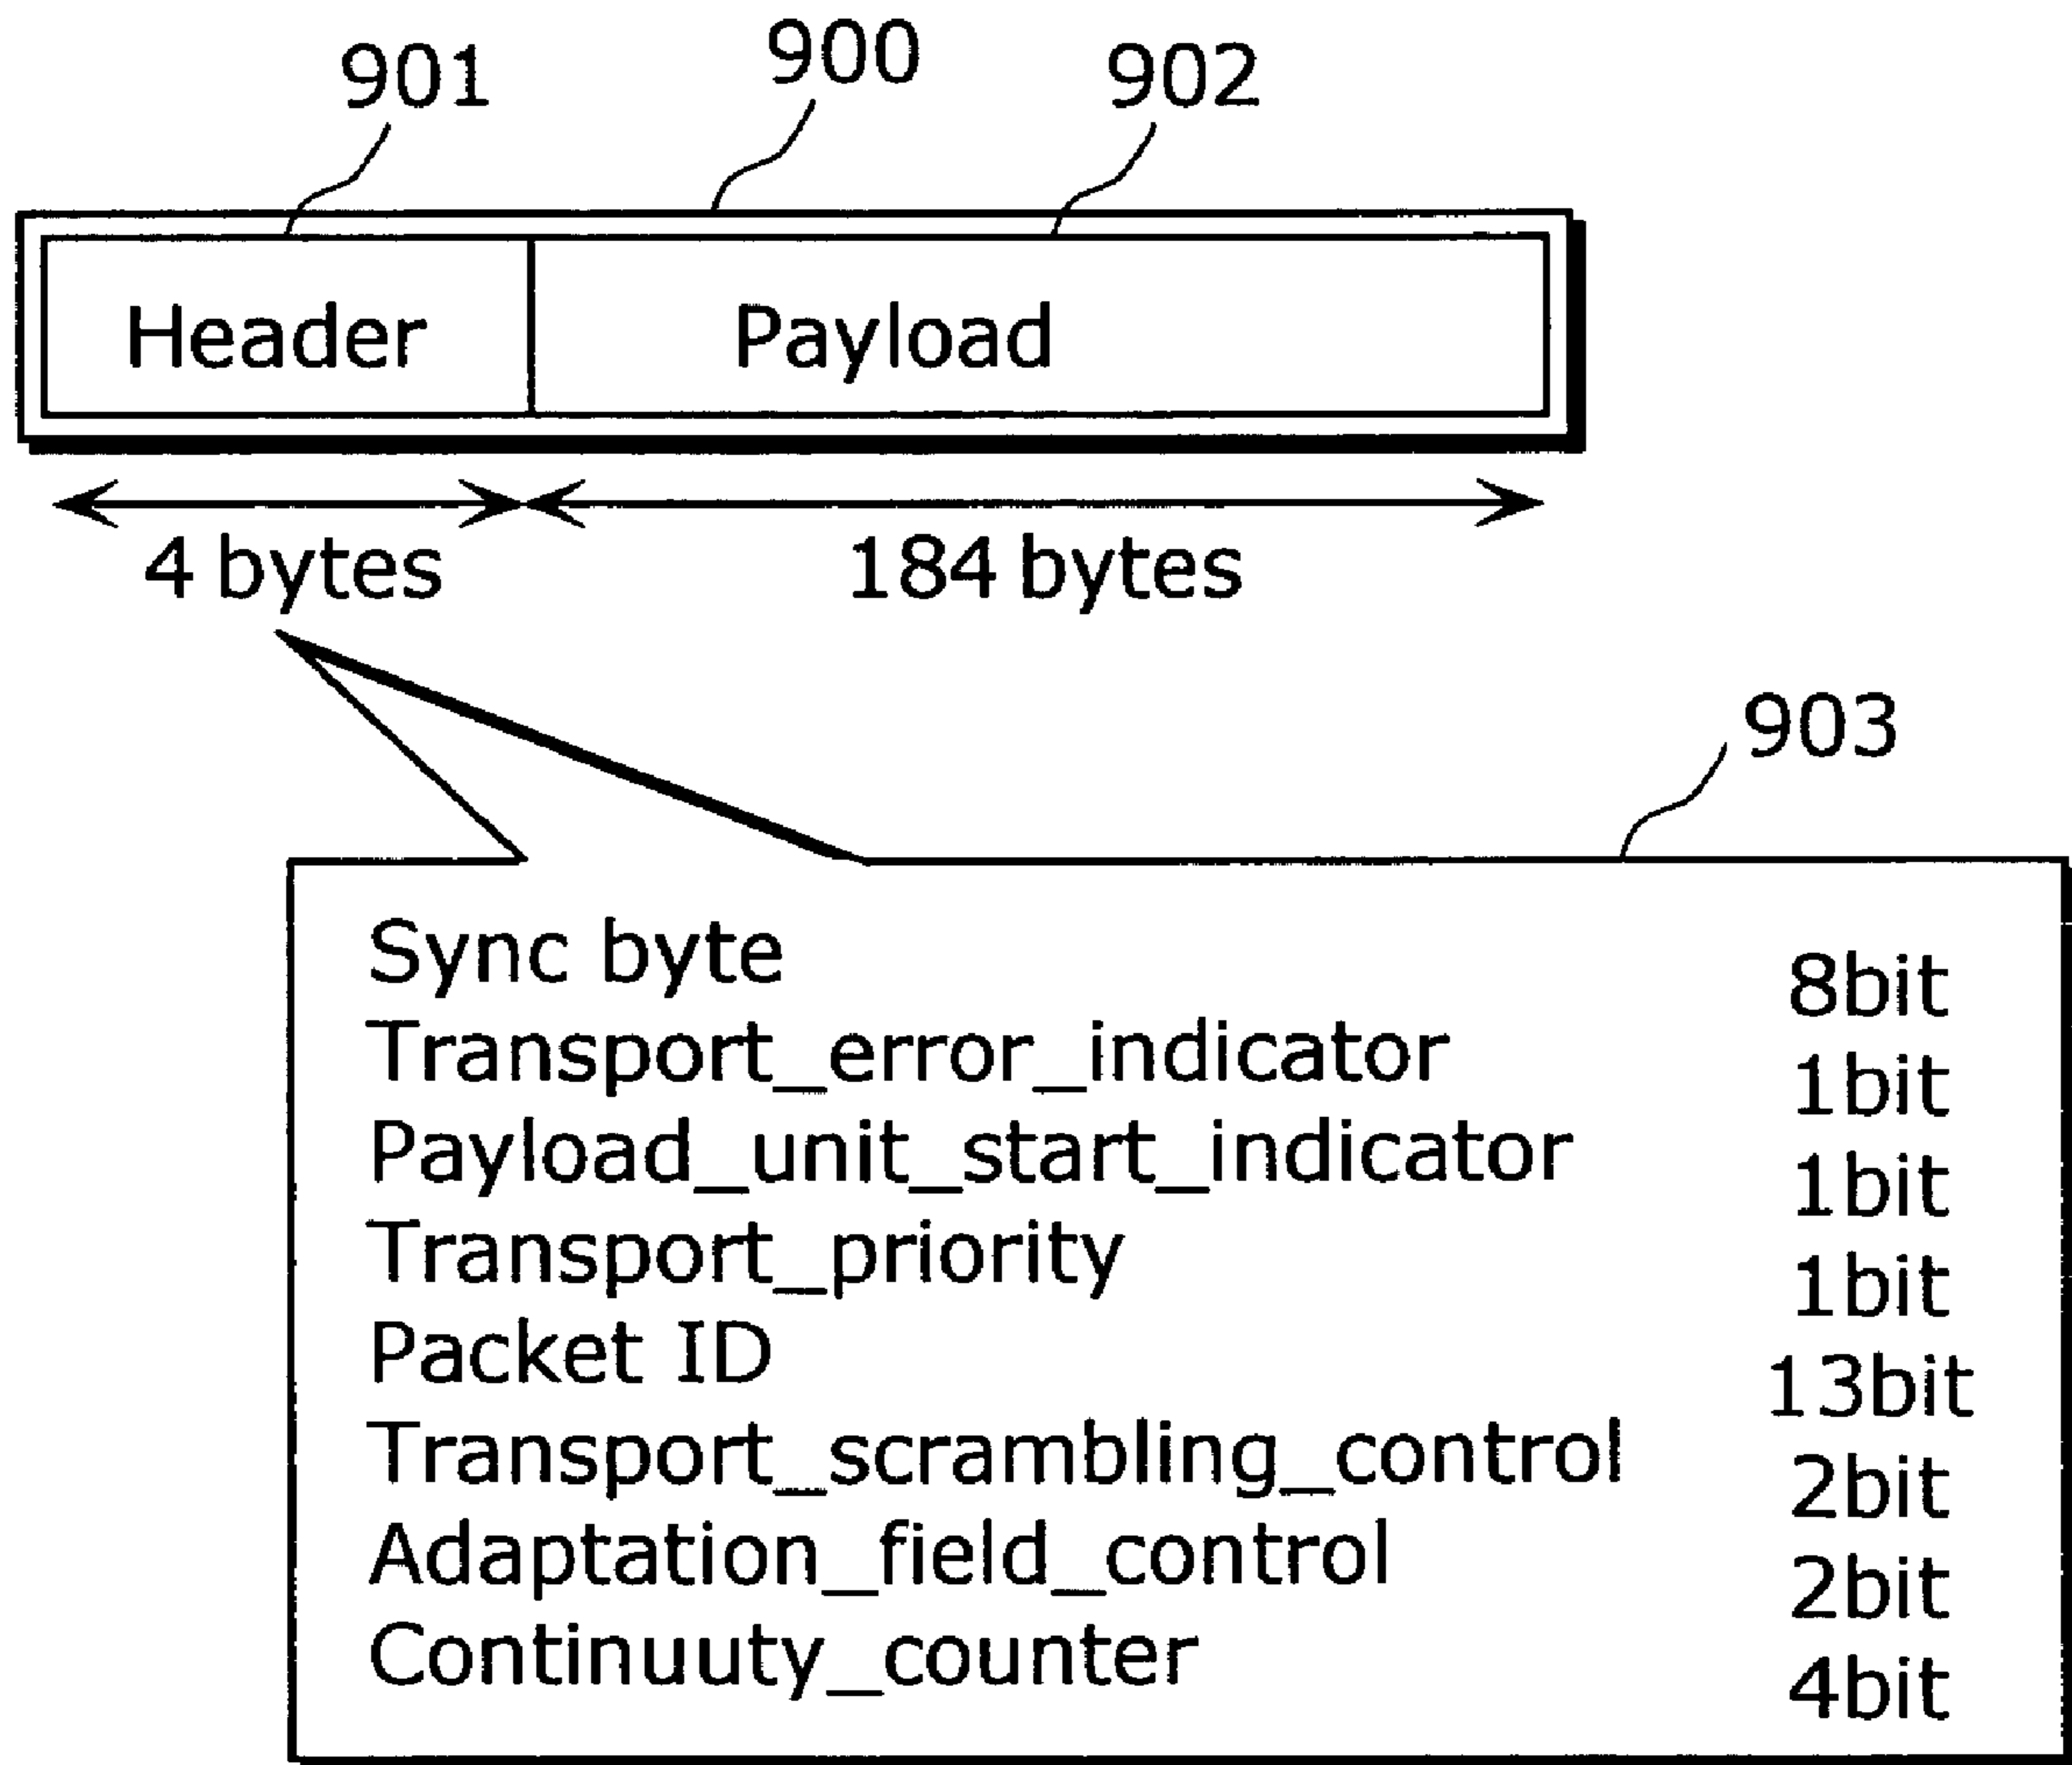 901 900 902
Header Payload
4 bytes 184 bytes
903
Sync byte 8bit
Transport_error_indicator 1bit
Payload_unit_start_indicator 1bit
Transport_priority 1bit
Packet ID 13bit
Transport_scrambling_control 2bit
Adaptation_field_control 2bit
Continuuty_counter 4bit